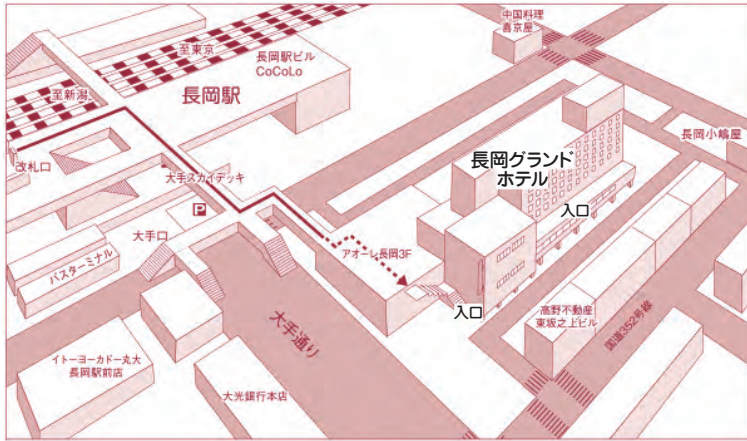 中国料理
喜京屋
至東京
長岡駅ビル
CoCoLo
至新潟
長岡駅
長岡小嶋屋
長岡グランド
ホテル
改札口
大手スカイデッキ
入口
P
大手口
アオーレ長岡3F
バスターミナル
入口
高野不動産
東坂之上ビル
国道352号線
大手通り
イトーヨーカドー丸大
長岡駅前店
大光銀行本店